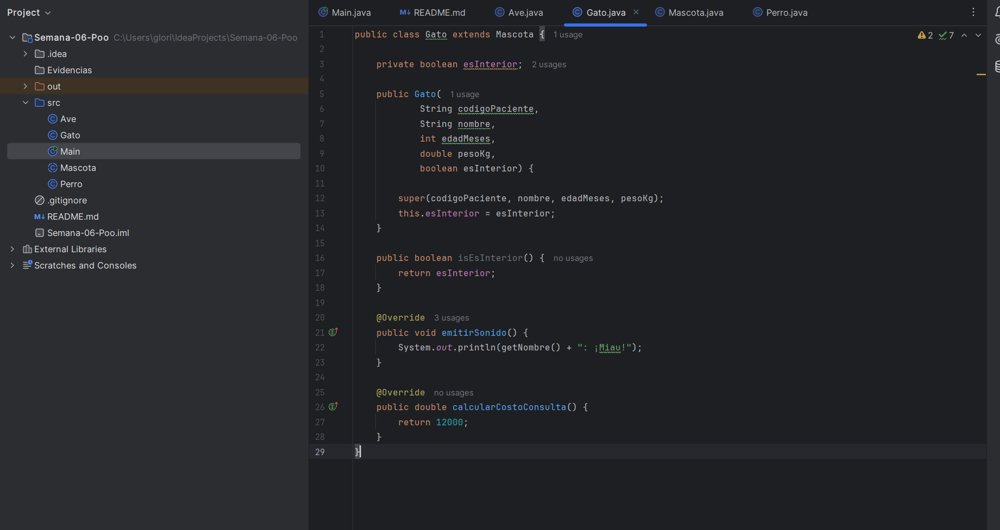 Project
Semana-06-Poo C:\Users\glori\IdeaProjects\Semana-06-Poo
.idea
Evidencias
out
src
Ave
Gato
Main
Mascota
Perro
.gitignore
README.md
Semana-06-Poo.iml
External Libraries
Scratches and Consoles
Main.java README.md Ave.java Gato.java Mascota.java Perro.java
2 7
1 public class Gato extends Mascota { 1 usage
2
3 private boolean esInterior; 2 usages
4
5 public Gato( 1 usage
6 String codigoPaciente,
7 String nombre,
8 int edadMeses,
9 double pesoKg,
10 boolean esInterior) {
11
12 super(codigoPaciente, nombre, edadMeses, pesoKg);
13 this.esInterior = esInterior;
14 }
15
16 public boolean isEsInterior() { no usages
17 return esInterior;
18 }
19
20 @Override 3 usages
21 public void emitirSonido() {
22 System.out.println(getNombre() + ": ¡Miau!");
23 }
24
25 @Override no usages
26 public double calcularCostoConsulta() {
27 return 12000;
28 }
29 }